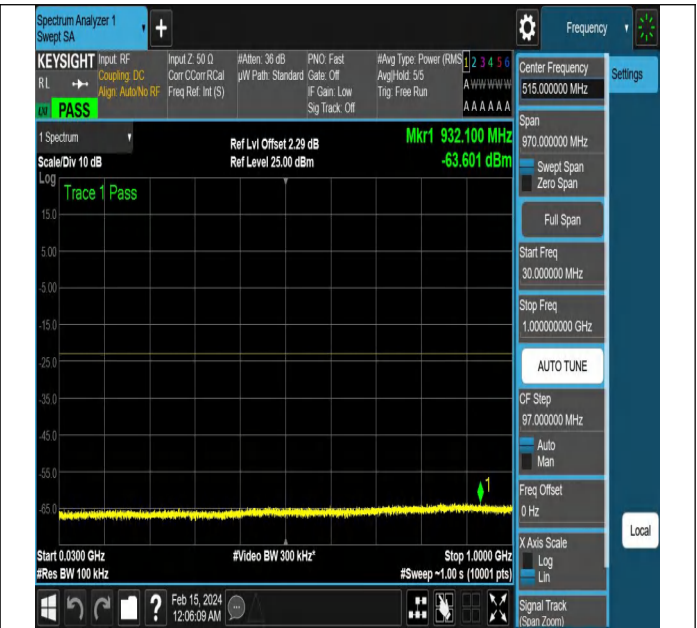 Spectrum Analyzer 1
Swept SA
+
Frequency
KEYSIGHT
RL
PASS
Input: RF
Coupling: DC
Align: Auto/No RF
Input Z: 50 Ω
Corr CCorr RCal
Freq Ref: Int (S)
#Atten: 36 dB
µW Path: Standard
PNO: Fast
Gate: Off
IF Gain: Low
Sig Track: Off
#Avg Type: Power (RMS
Avg|Hold: 5/5
Trig: Free Run
1 2 3 4 5 6
A W W W W W
A A A A A A
1 Spectrum
Scale/Div 10 dB
Ref Lvl Offset 2.29 dB
Ref Level 25.00 dBm
Mkr1 932.100 MHz
-63.601 dBm
Log
Trace 1 Pass
15.0
5.00
-5.00
-15.0
-25.0
-35.0
-45.0
-55.0
-65.0
1
Start 0.0300 GHz
#Res BW 100 kHz
#Video BW 300 kHz*
Stop 1.0000 GHz
#Sweep ~1.00 s (10001 pts)
?
Feb 15, 2024
12:06:09 AM
Center Frequency
515.000000 MHz
Settings
Span
970.000000 MHz
Swept Span
Zero Span
Full Span
Start Freq
30.000000 MHz
Stop Freq
1.000000000 GHz
AUTO TUNE
CF Step
97.000000 MHz
Auto
Man
Freq Offset
0 Hz
X Axis Scale
Log
Lin
Local
Signal Track
(Span Zoom)